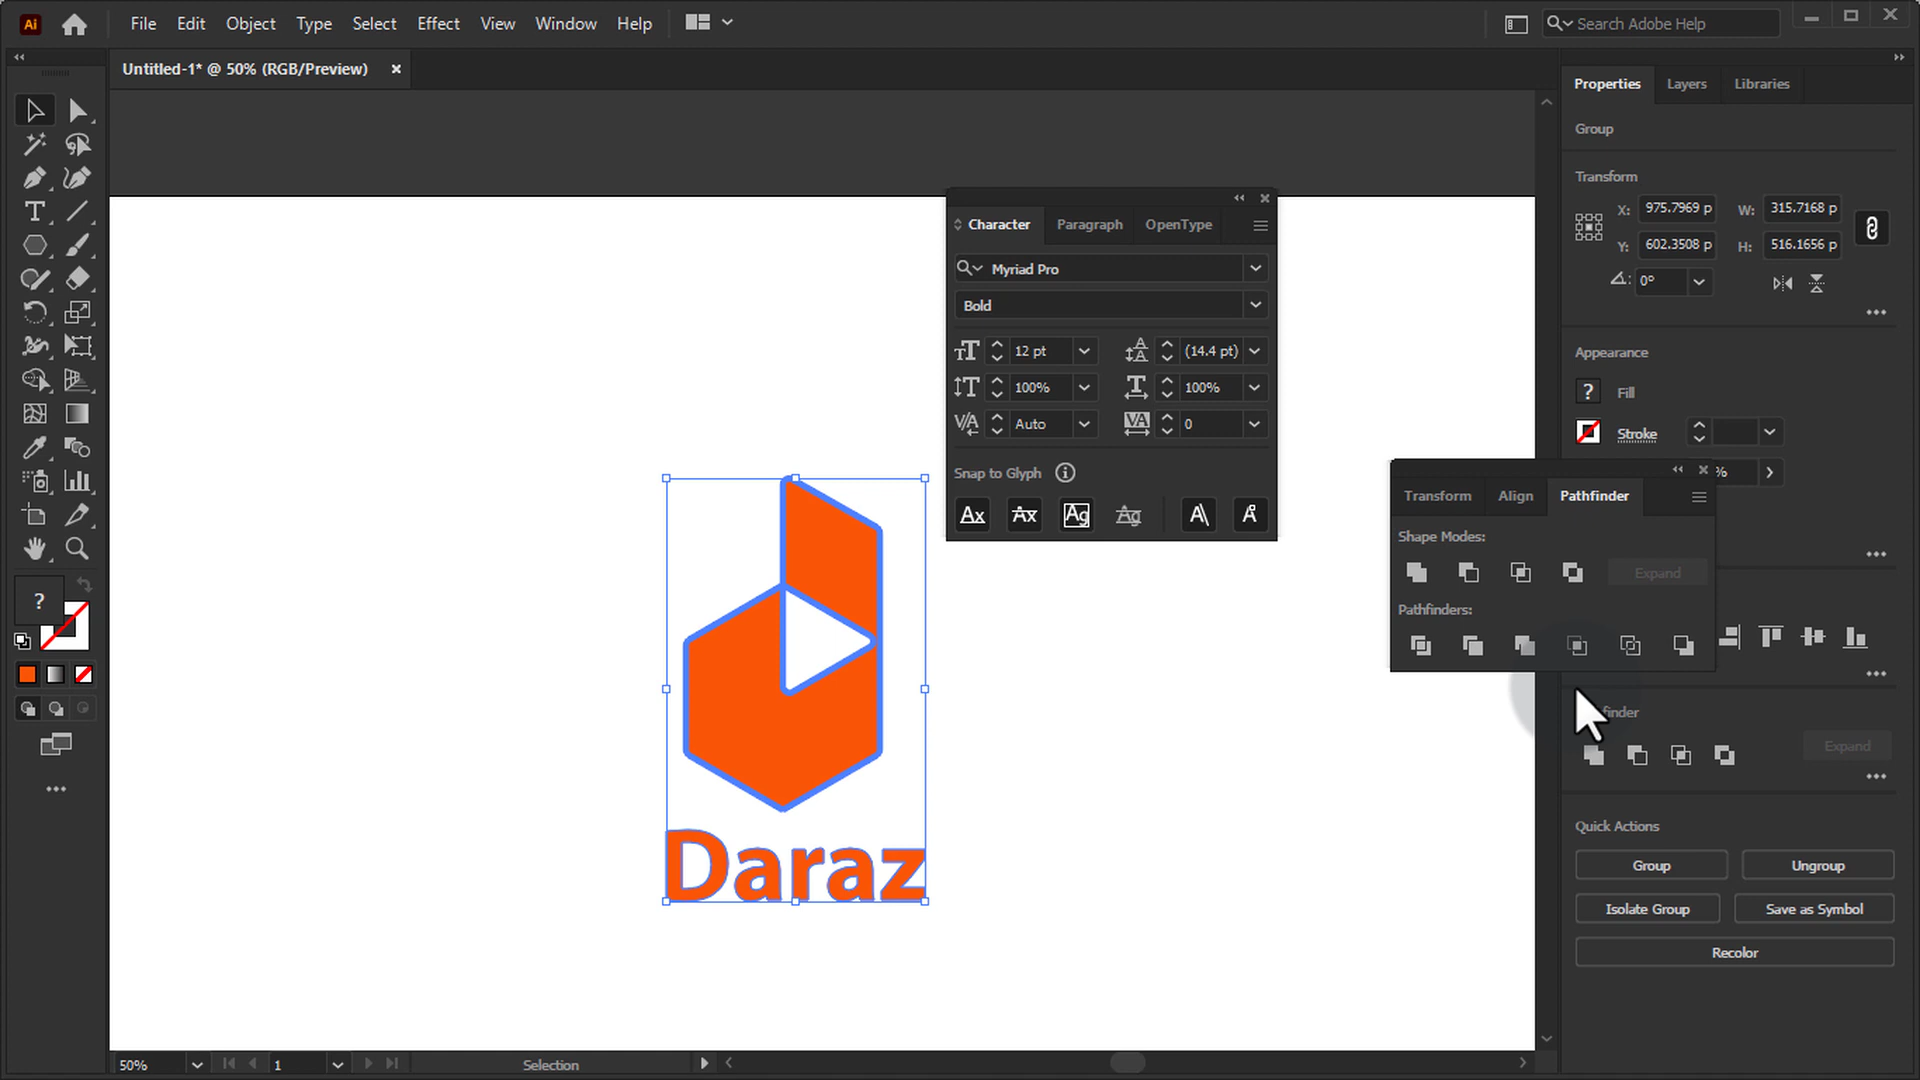 Ai File Edit Object Type Select Effect View Window Help Search Adobe Help
Untitled-1* @ 50% (RGB/Preview)
Properties Layers Libraries
Group
Transform
X: 975.7969 p W: 315.7168 p
Y: 602.3508 p H: 516.1656 p
0°
Appearance
? Fill
Stroke
%
Character Paragraph OpenType
Myriad Pro
Bold
12 pt (14.4 pt)
100% 100%
Auto 0
Snap to Glyph
Transform Align Pathfinder
Shape Modes:
Expand
Pathfinders:
finder
Expand
Quick Actions
Group Ungroup
Isolate Group Save as Symbol
Recolor
?
Daraz
50% 1 Selection